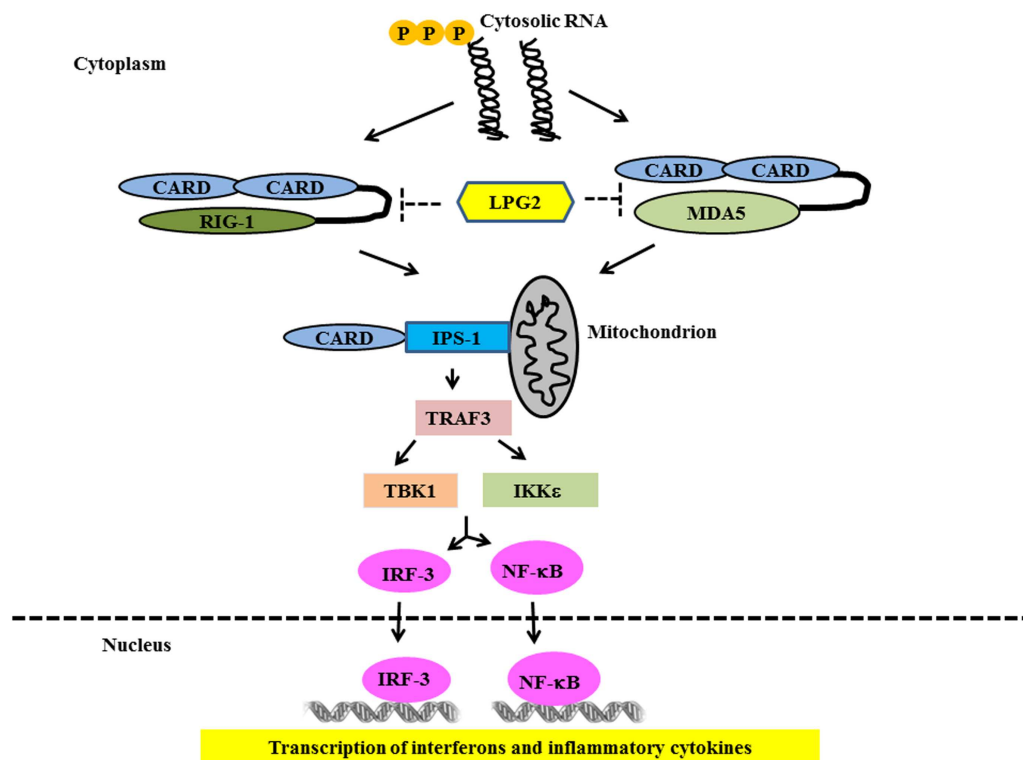 P P P Cytosolic RNA
Cytoplasm
CARD CARD
RIG-1
LPG2
CARD CARD
MDA5
CARD IPS-1
Mitochondrion
TRAF3
TBK1 IKKε
IRF-3 NF-κB
Nucleus
IRF-3 NF-κB
Transcription of interferons and inflammatory cytokines